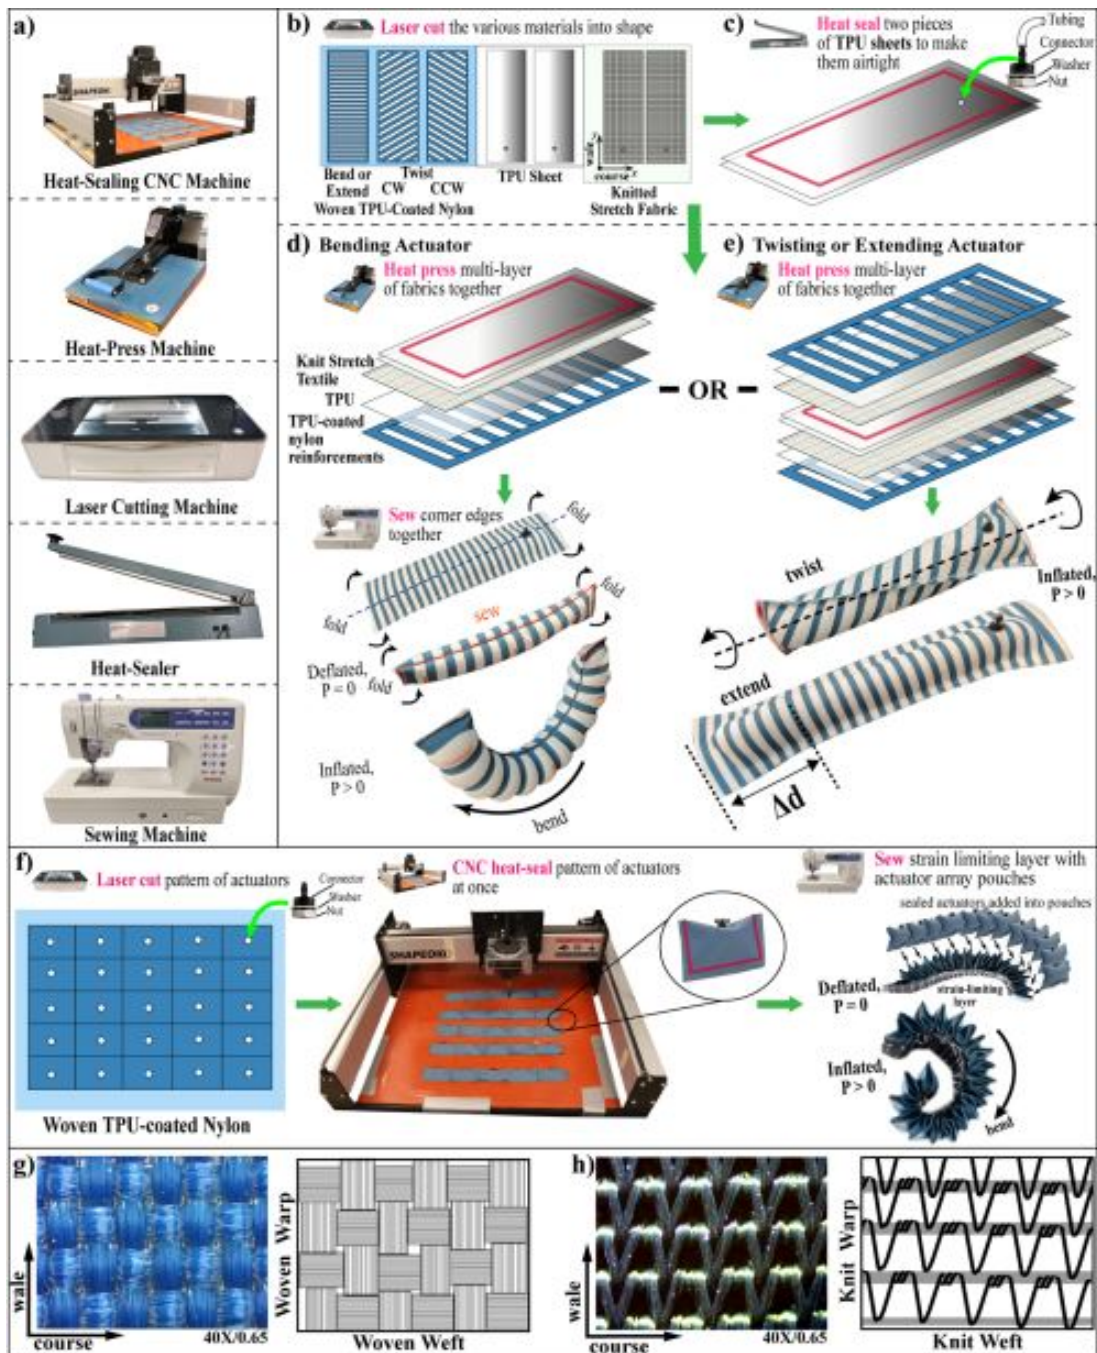 a)
SHAPEOKO
Heat-Sealing CNC Machine
Heat-Press Machine
Laser Cutting Machine
Heat-Sealer
Sewing Machine
b)
Laser cut the various materials into shape
wale
y
course x
Bend or
Extend
Twist
CW CCW
Woven TPU-Coated Nylon
TPU Sheet
Knitted
Stretch Fabric
c)
Heat seal two pieces
of TPU sheets to make
them airtight
Tubing
Connector
Washer
Nut
d) Bending Actuator
Heat press multi-layer
of fabrics together
Knit Stretch
Textile
TPU
TPU-coated
nylon
reinforcements
OR
e) Twisting or Extending Actuator
Heat press multi-layer
of fabrics together
Sew corner edges
together
fold
fold
sew
fold
fold
Deflated,
P = 0
Inflated,
P > 0
bend
twist
Inflated,
P > 0
extend
Δd
f)
Laser cut pattern of actuators
Connector
Washer
Nut
Woven TPU-coated Nylon
CNC heat-seal pattern of actuators
at once
Sew strain limiting layer with
actuator array pouches
sealed actuators added into pouches
Deflated,
P = 0
strain-limiting
layer
Inflated,
P > 0
bend
g)
wale
course
40X/0.65
Woven Warp
Woven Weft
h)
wale
course
40X/0.65
Knit Warp
Knit Weft